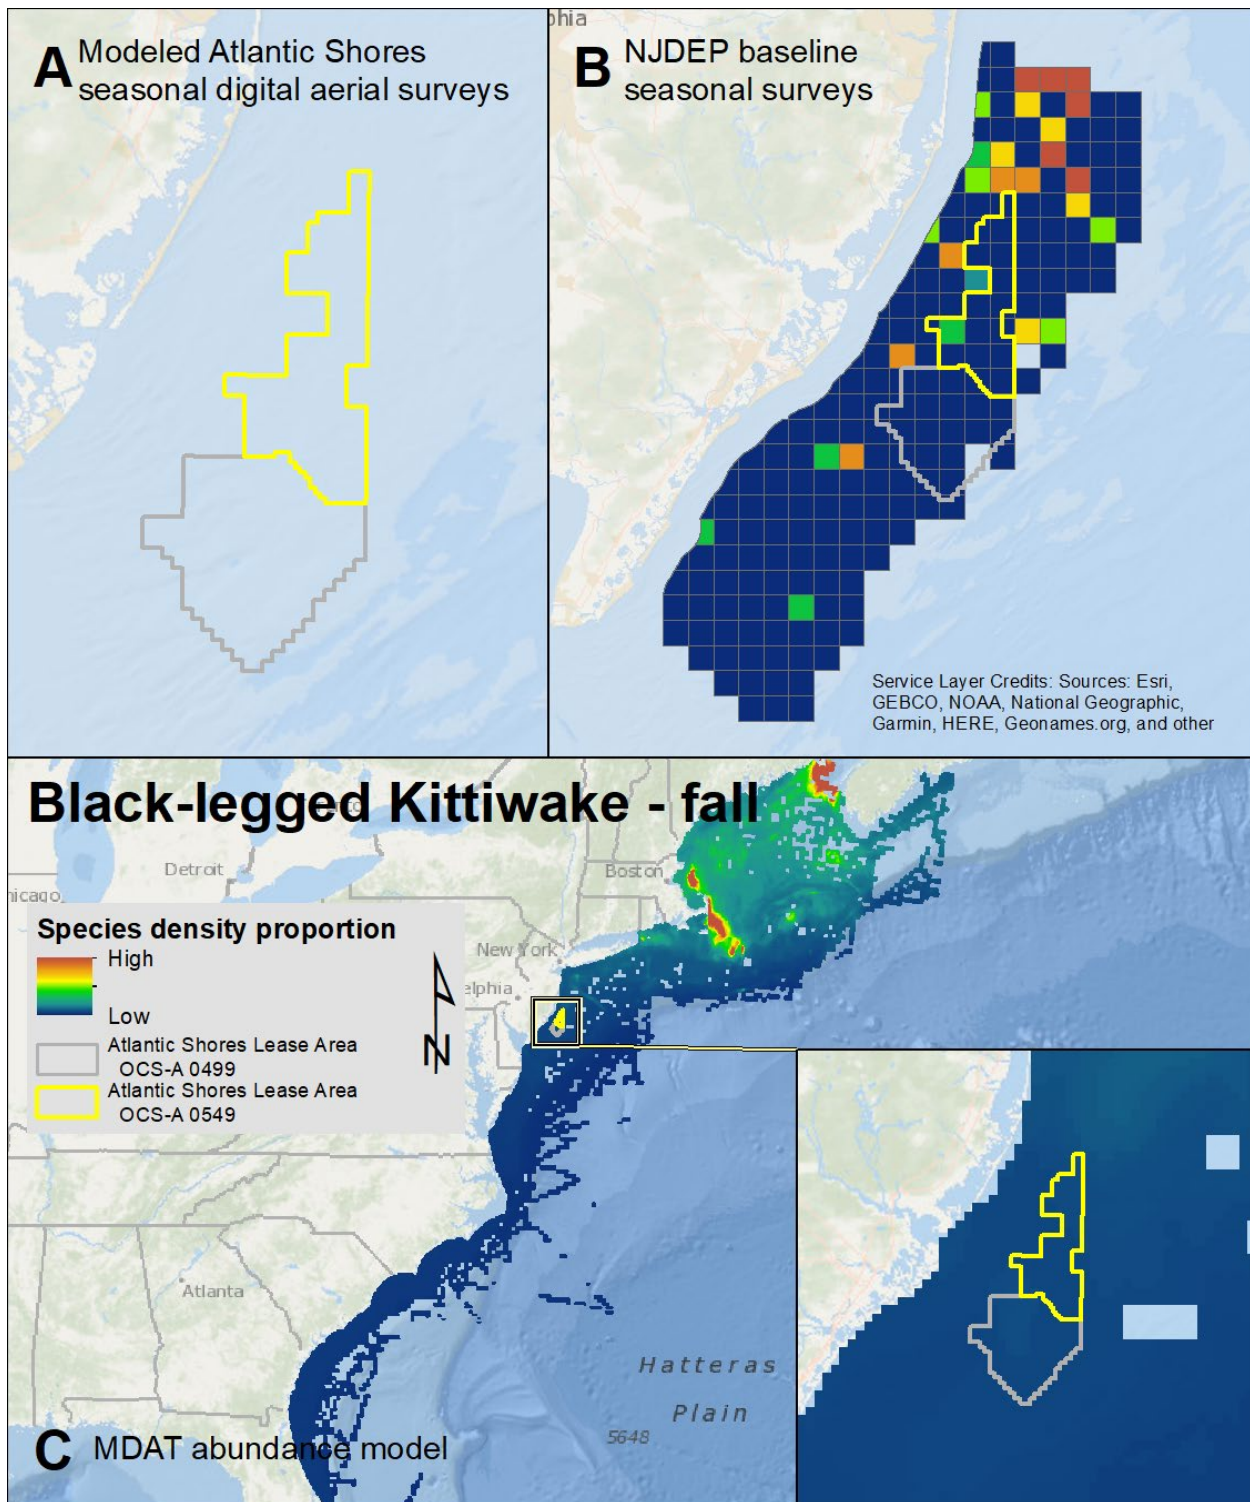 A Modeled Atlantic Shores
seasonal digital aerial surveys
phia
B NJDEP baseline
seasonal surveys
Service Layer Credits: Sources: Esri,
GEBCO, NOAA, National Geographic,
Garmin, HERE, Geonames.org, and other
Black-legged Kittiwake - fall
Detroit
Boston
hicago
Species density proportion
High
Low
New York
elphia
N
Atlantic Shores Lease Area
OCS-A 0499
Atlantic Shores Lease Area
OCS-A 0549
Atlanta
Hatteras
Plain
5648
C MDAT abundance model